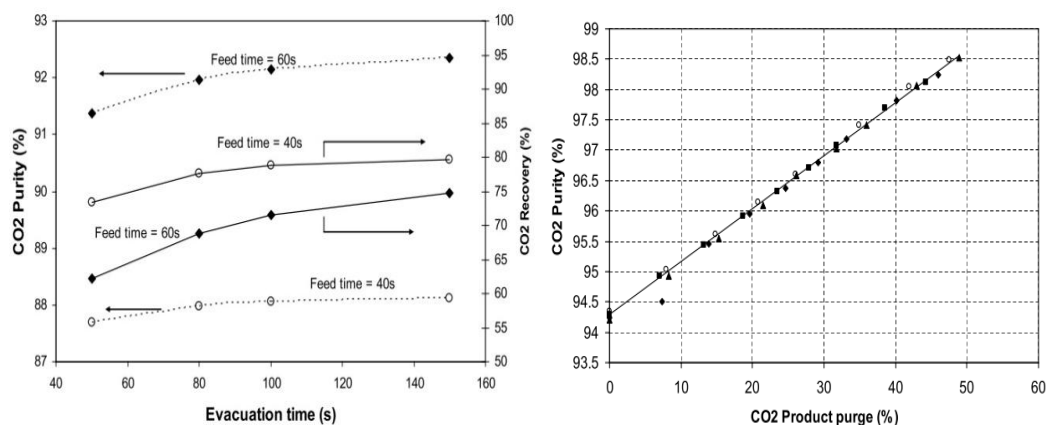 93
92
91
90
89
88
87
CO2 Purity (%)
100
95
90
85
80
75
70
65
60
55
50
CO2 Recovery (%)
Feed time = 60s
Feed time = 40s
Feed time = 60s
Feed time = 40s
40 60 80 100 120 140 160
Evacuation time (s)
99
98.5
98
97.5
97
96.5
96
95.5
95
94.5
94
93.5
CO2 Purity (%)
0 10 20 30 40 50 60
CO2 Product purge (%)